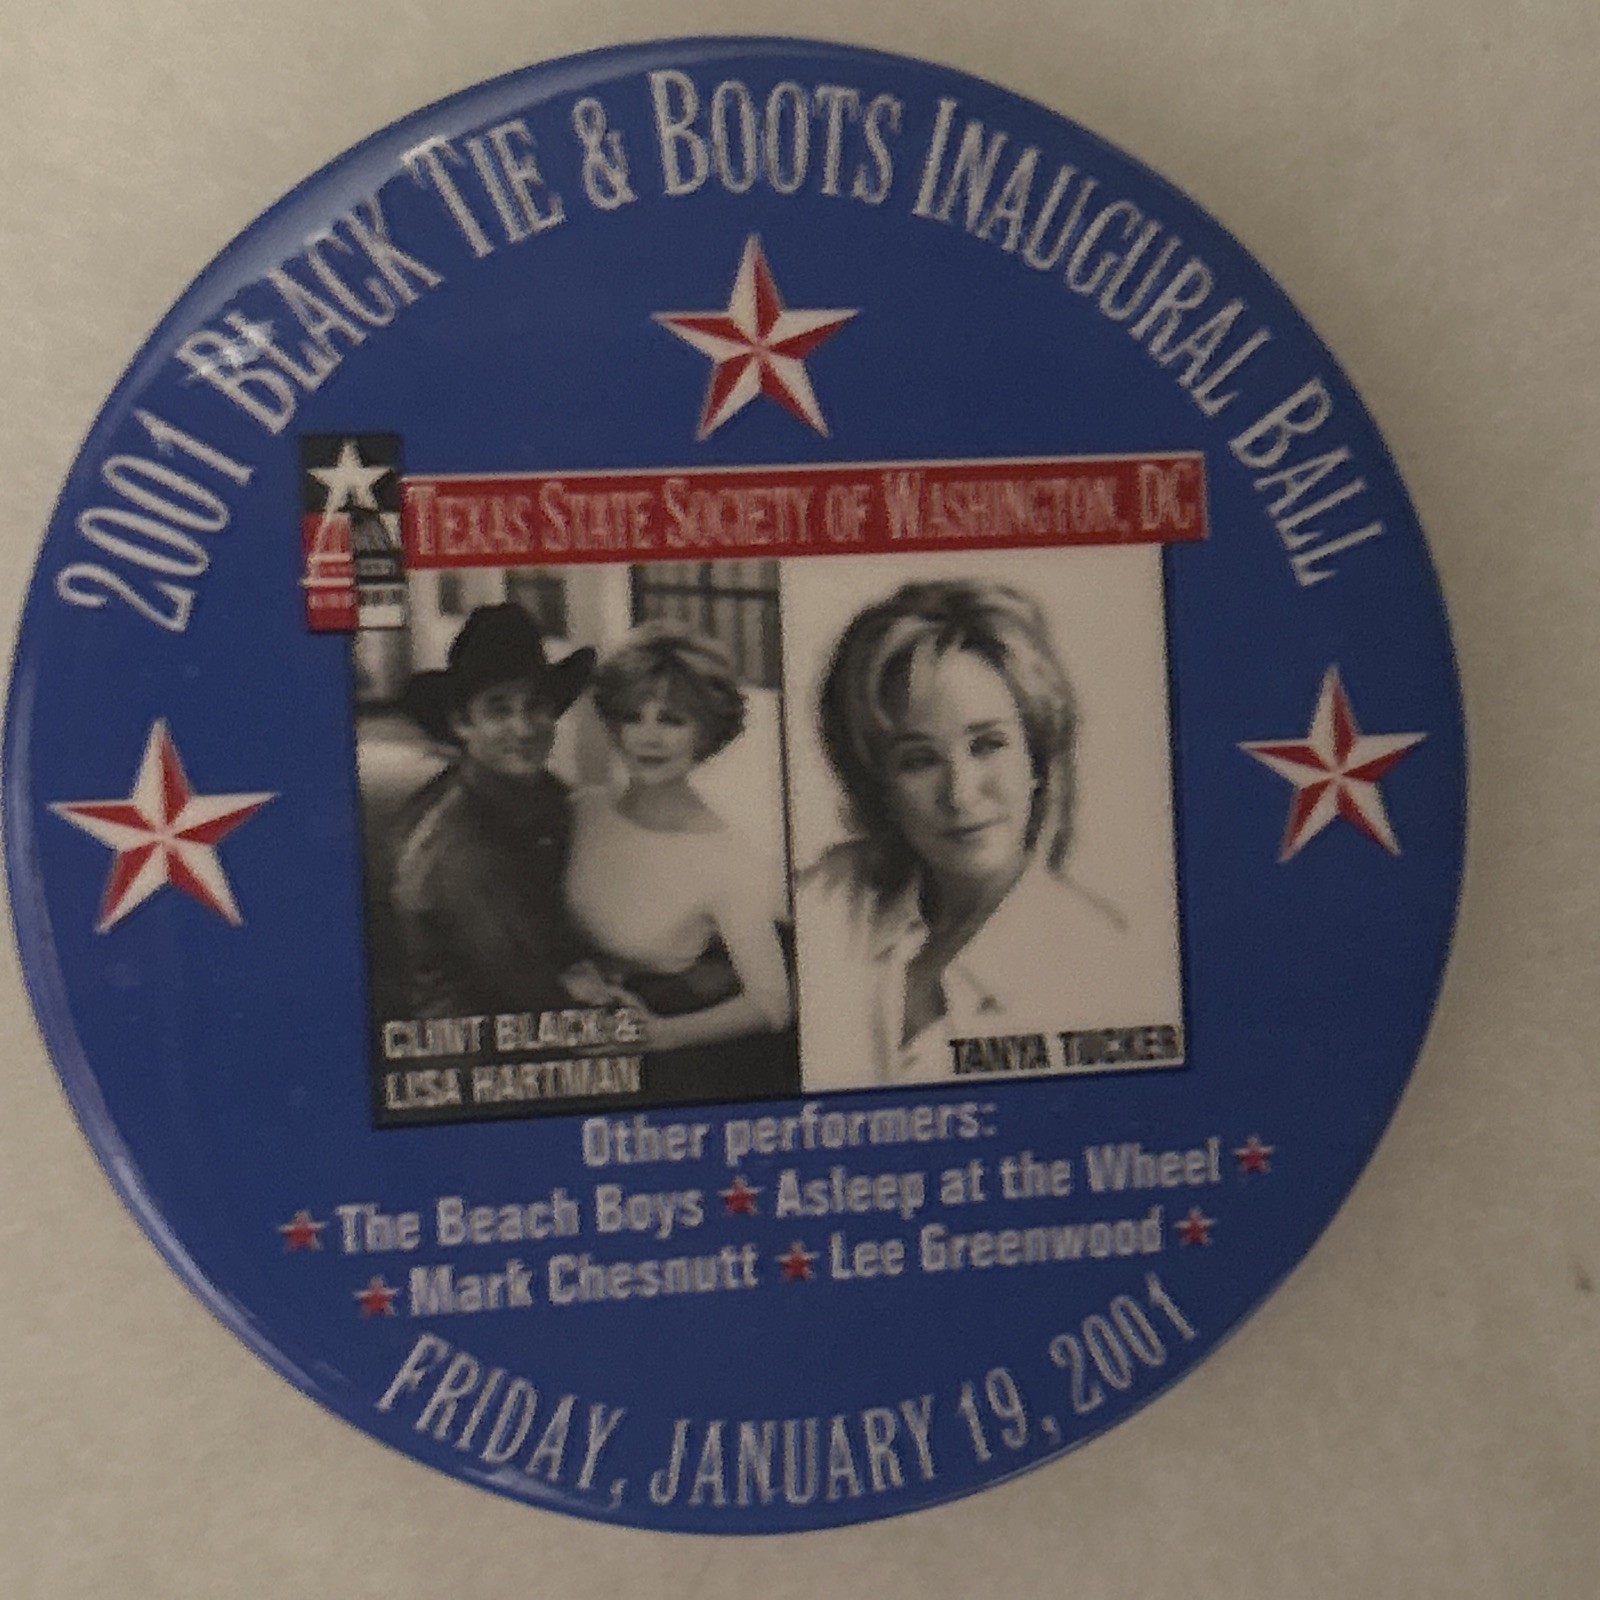 2001 BLACK TIE & BOOTS INAUGURAL BALL
TEXAS STATE SOCIETY OF WASHINGTON, DC
CLINT BLACK &
LISA HARTMAN
TANYA TUCKER
Other performers:
★ The Beach Boys ★ Asleep at the Wheel ★
★ Mark Chesnutt ★ Lee Greenwood ★
FRIDAY, JANUARY 19, 2001